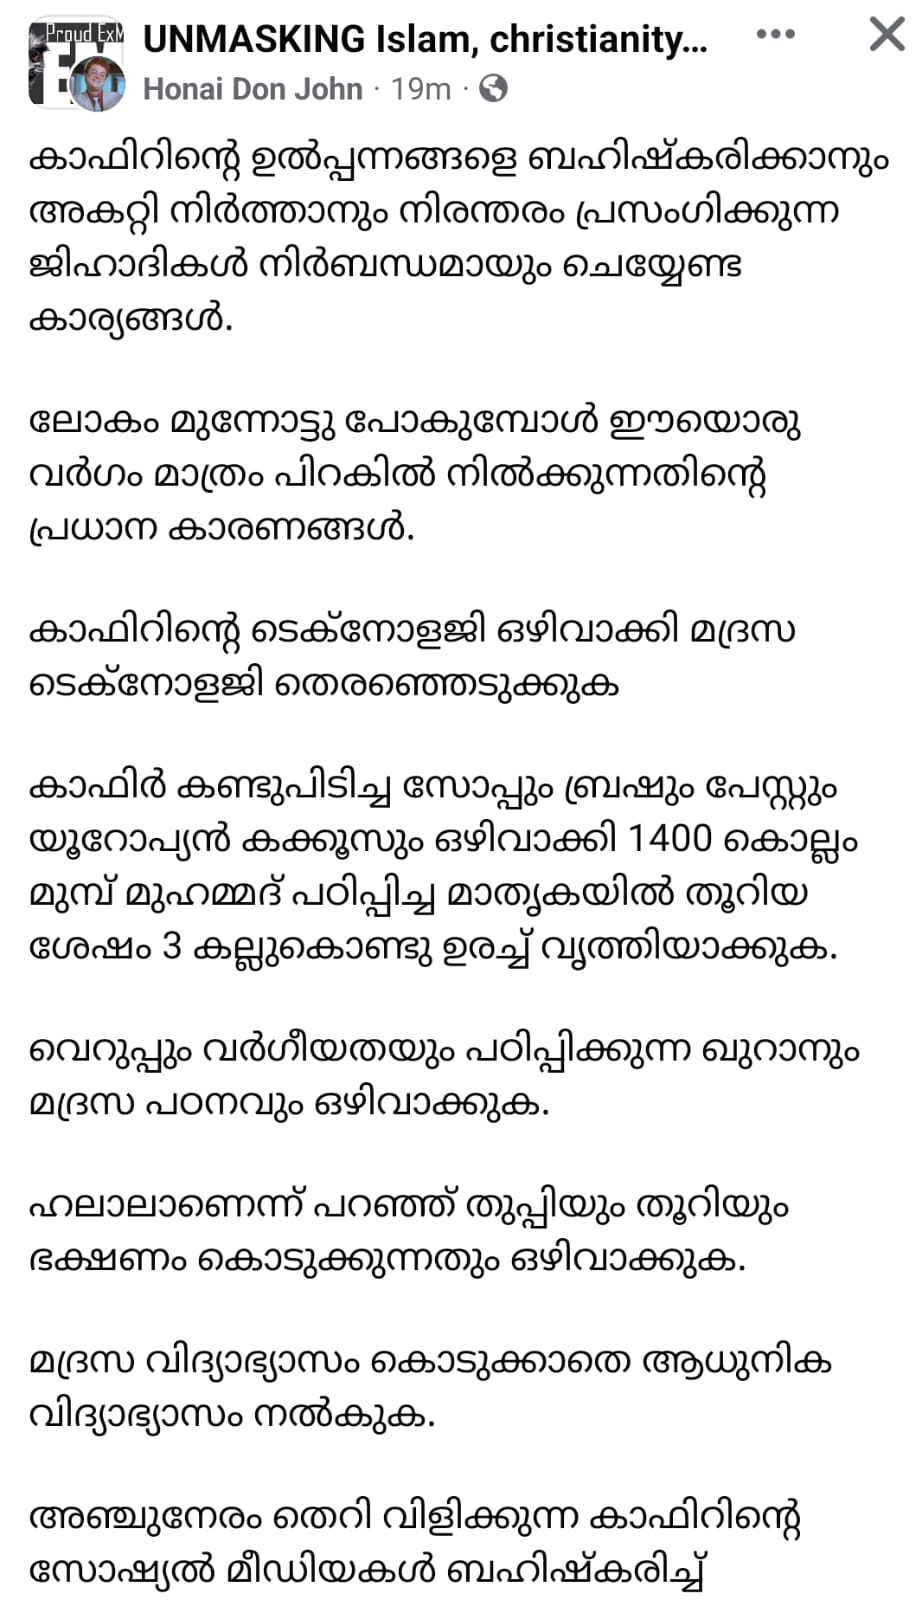 Proud ExM
UNMASKING Islam, christianity...
Honai Don John · 19m ·
കാഫിറിന്റെ ഉൽപ്പന്നങ്ങളെ ബഹിഷ്കരിക്കാനും
അകറ്റി നിർത്താനും നിരന്തരം പ്രസംഗിക്കുന്ന
ജിഹാദികൾ നിർബന്ധമായും ചെയ്യേണ്ട
കാര്യങ്ങൾ.
ലോകം മുന്നോട്ടു പോകുമ്പോൾ ഈയൊരു
വർഗം മാത്രം പിറകിൽ നിൽക്കുന്നതിന്റെ
പ്രധാന കാരണങ്ങൾ.
കാഫിറിന്റെ ടെക്നോളജി ഒഴിവാക്കി മദ്രസ
ടെക്നോളജി തെരഞ്ഞെടുക്കുക
കാഫിർ കണ്ടുപിടിച്ച സോപ്പും ബ്രഷും പേസ്റ്റും
യൂറോപ്യൻ കക്കൂസും ഒഴിവാക്കി 1400 കൊല്ലം
മുമ്പ് മുഹമ്മദ് പഠിപ്പിച്ച മാതൃകയിൽ തൂറിയ
ശേഷം 3 കല്ലുകൊണ്ടു ഉരച്ച് വൃത്തിയാക്കുക.
വെറുപ്പും വർഗീയതയും പഠിപ്പിക്കുന്ന ഖുറാനും
മദ്രസ പഠനവും ഒഴിവാക്കുക.
ഹലാലാണെന്ന് പറഞ്ഞ് തുപ്പിയും തൂറിയും
ഭക്ഷണം കൊടുക്കുന്നതും ഒഴിവാക്കുക.
മദ്രസ വിദ്യാഭ്യാസം കൊടുക്കാതെ ആധുനിക
വിദ്യാഭ്യാസം നൽകുക.
അഞ്ചുനേരം തെറി വിളിക്കുന്ന കാഫിറിന്റെ
സോഷ്യൽ മീഡിയകൾ ബഹിഷ്കരിച്ച്